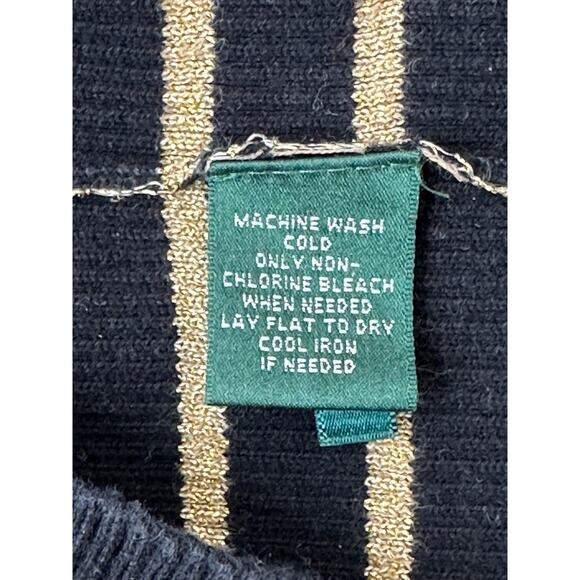 MACHINE WASH
COLD
ONLY NON-
CHLORINE BLEACH
WHEN NEEDED
LAY FLAT TO DRY
COOL IRON
IF NEEDED